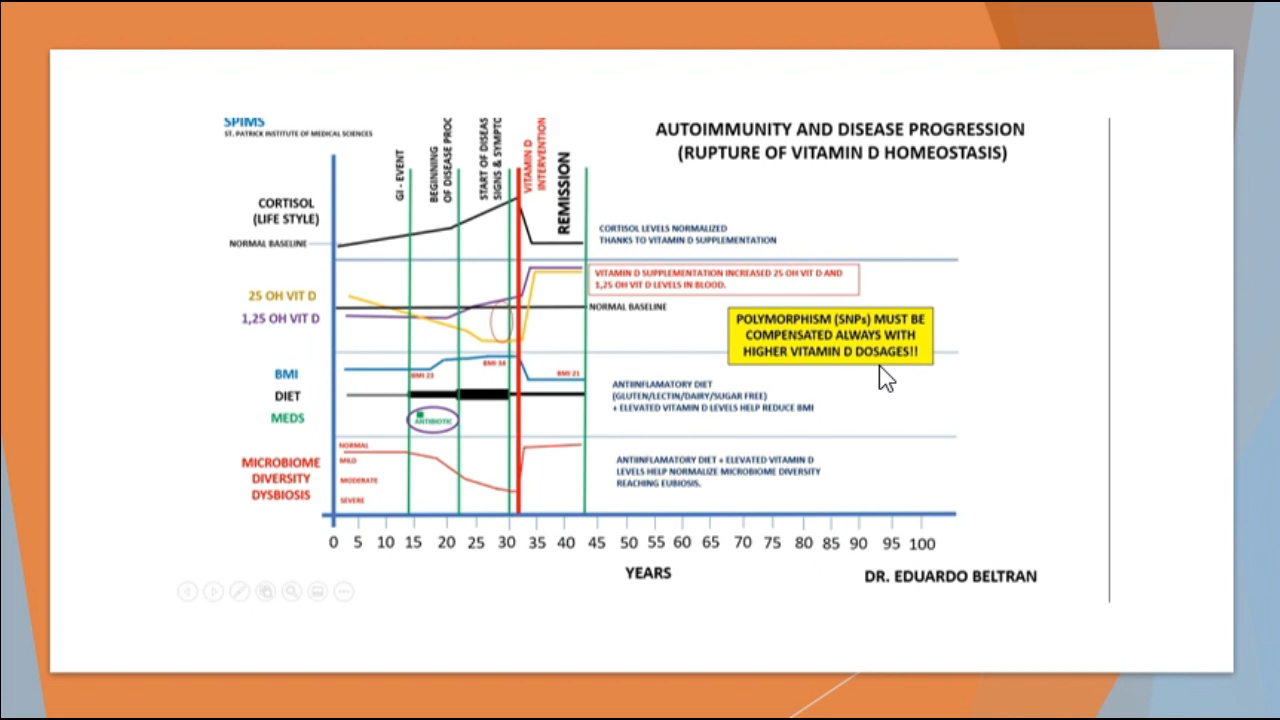 SPIMS
ST. PATRICK INSTITUTE OF MEDICAL SCIENCES
AUTOIMMUNITY AND DISEASE PROGRESSION
(RUPTURE OF VITAMIN D HOMEOSTASIS)
GI - EVENT
BEGINNING
OF DISEASE PROC
START OF DISEAS
SIGNS & SYMPTC
VITAMIN D
INTERVENTION
REMISSION
CORTISOL
(LIFE STYLE)
NORMAL BASELINE
CORTISOL LEVELS NORMALIZED
THANKS TO VITAMIN D SUPPLEMENTATION
25 OH VIT D
1,25 OH VIT D
VITAMIN D SUPPLEMENTATION INCREASED 25 OH VIT D AND
1,25 OH VIT D LEVELS IN BLOOD.
NORMAL BASELINE
POLYMORPHISM (SNPs) MUST BE
COMPENSATED ALWAYS WITH
HIGHER VITAMIN D DOSAGES!!
BMI
DIET
MEDS
BMI 23
BMI 34
BMI 21
ANTIBIOTIC
ANTIINFLAMATORY DIET
(GLUTEN/LECTIN/DAIRY/SUGAR FREE)
+ ELEVATED VITAMIN D LEVELS HELP REDUCE BMI
MICROBIOME
DIVERSITY
DYSBIOSIS
NORMAL
MILD
MODERATE
SEVERE
ANTIINFLAMATORY DIET + ELEVATED VITAMIN D
LEVELS HELP NORMALIZE MICROBIOME DIVERSITY
REACHING EUBIOSIS.
0 5 10 15 20 25 30 35 40 45 50 55 60 65 70 75 80 85 90 95 100
YEARS
DR. EDUARDO BELTRAN